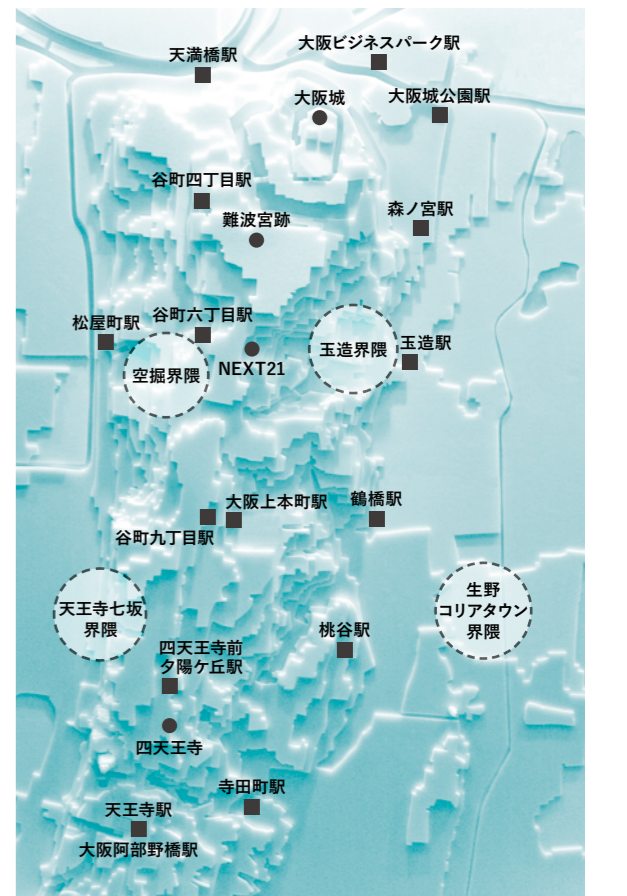 大阪ビジネスパーク駅
天満橋駅
大阪城
大阪城公園駅
谷町四丁目駅
難波宮跡
森ノ宮駅
松屋町駅
谷町六丁目駅
玉造界隈
玉造駅
空掘界隈
NEXT21
大阪上本町駅
鶴橋駅
谷町九丁目駅
天王寺七坂
界隈
生野
コリアタウン
界隈
桃谷駅
四天王寺前
夕陽ケ丘駅
四天王寺
寺田町駅
天王寺駅
大阪阿部野橋駅